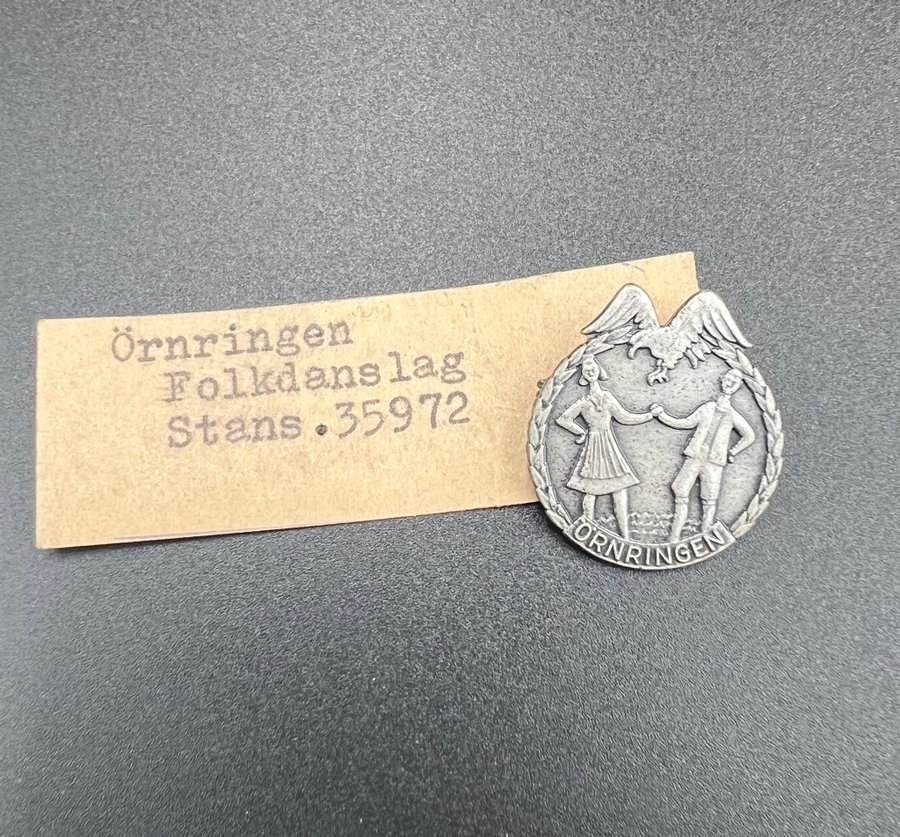 Örnringen
Folkdanslag
Stans.35972
ÖRNRINGEN